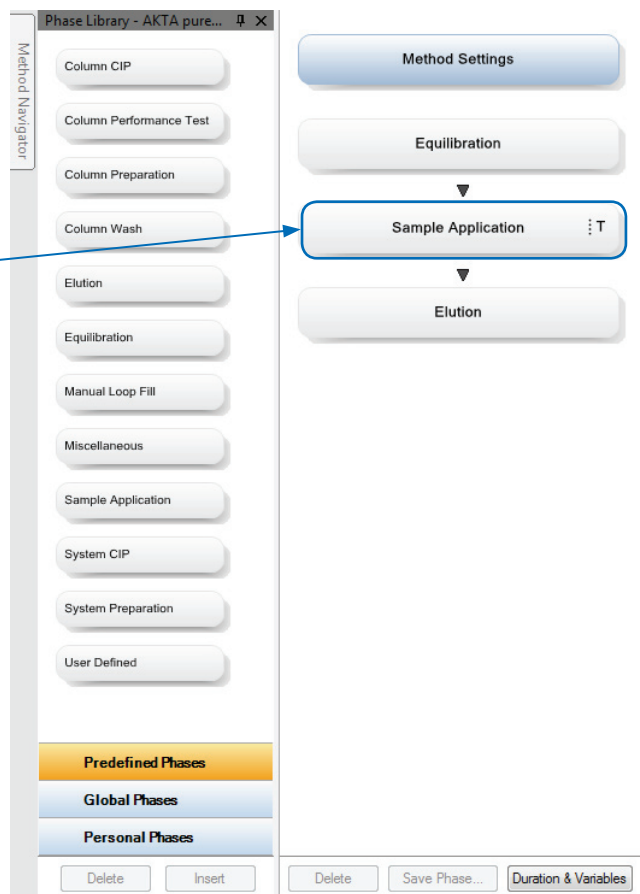 Method Navigator
Phase Library - AKTA pure...
Column CIP
Column Performance Test
Column Preparation
Column Wash
Elution
Equilibration
Manual Loop Fill
Miscellaneous
Sample Application
System CIP
System Preparation
User Defined
Predefined Phases
Global Phases
Personal Phases
Delete Insert
Method Settings
Equilibration
Sample Application T
Elution
Delete Save Phase... Duration & Variables